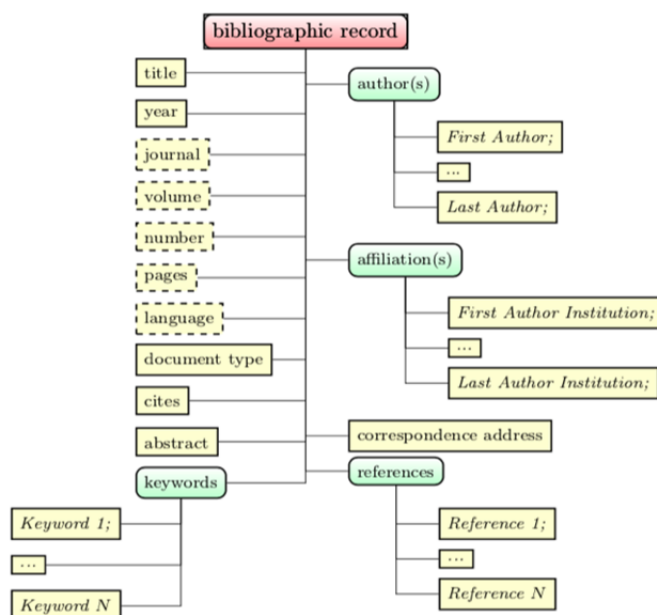 bibliographic record
title
year
journal
volume
number
pages
language
document type
cites
abstract
keywords
Keyword 1;
...
Keyword N
author(s)
First Author;
...
Last Author;
affiliation(s)
First Author Institution;
...
Last Author Institution;
correspondence address
references
Reference 1;
...
Reference N